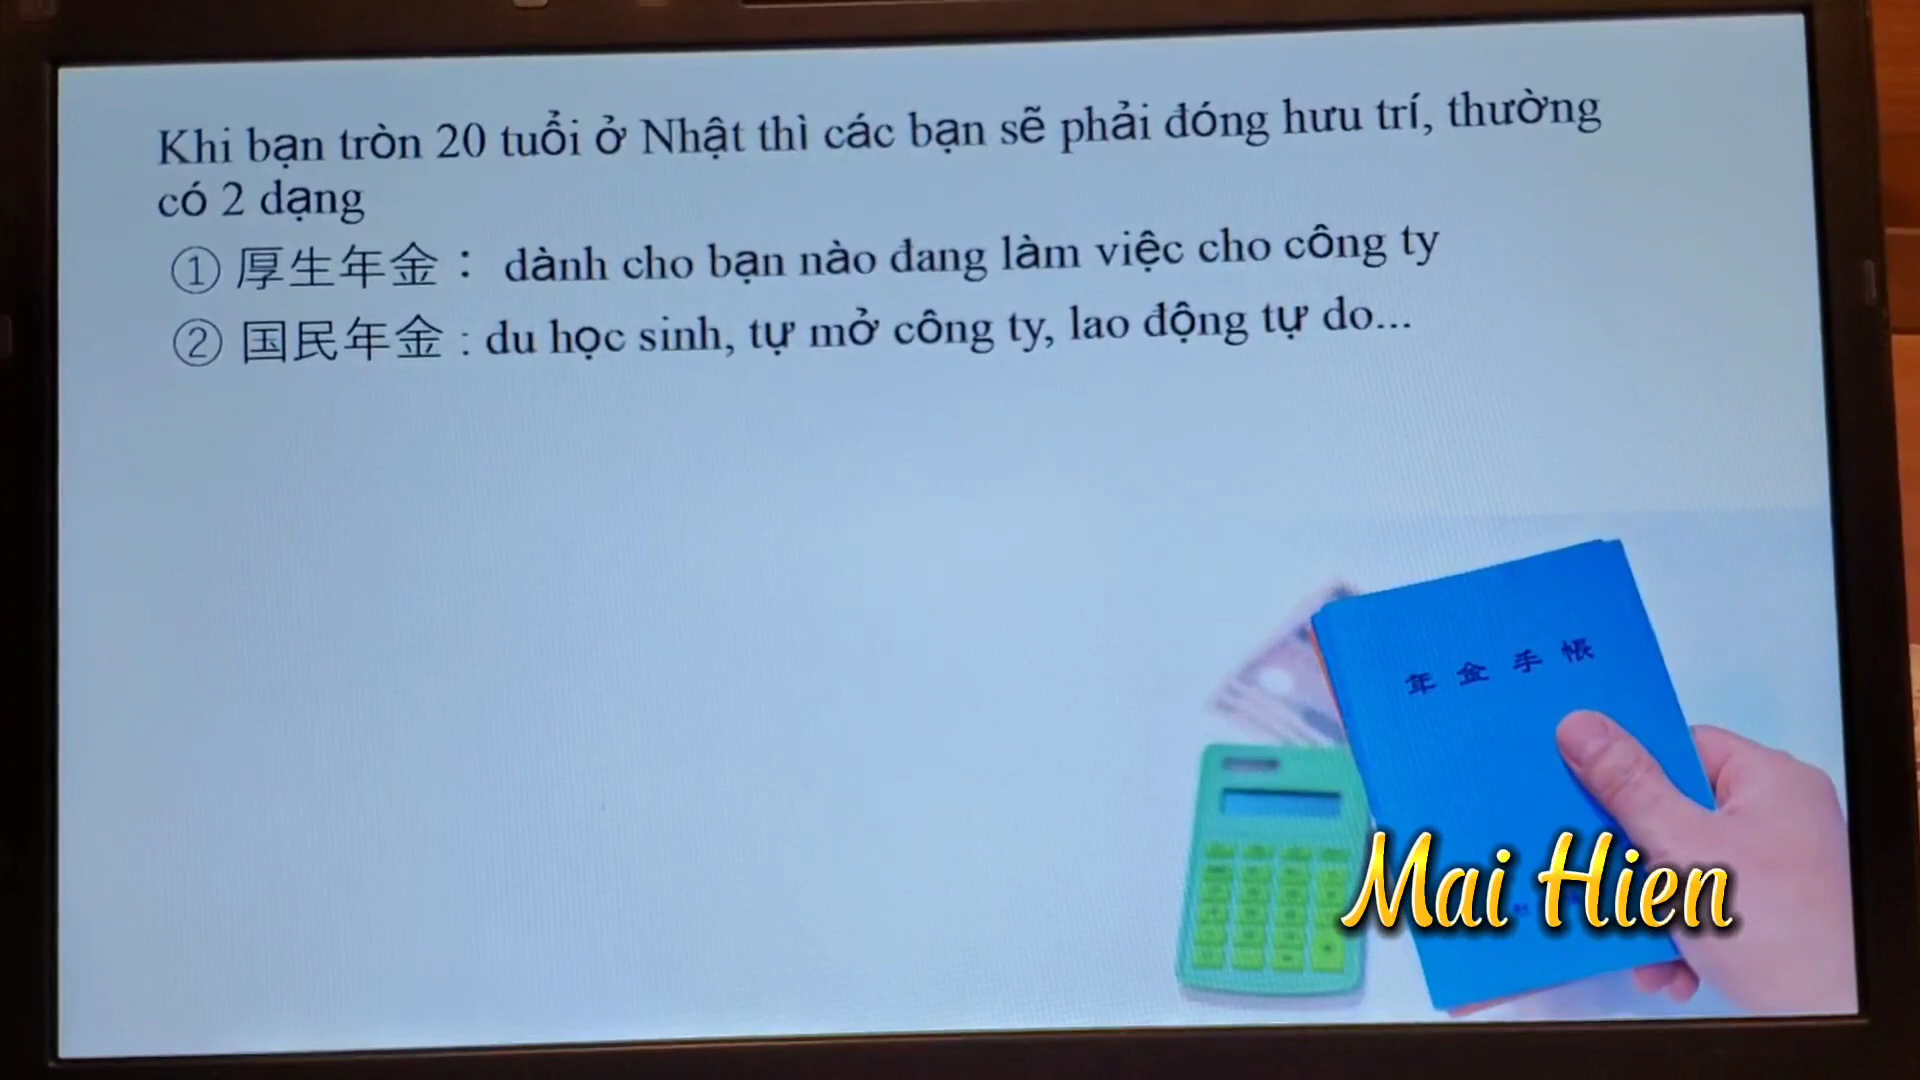 Khi bạn tròn 20 tuổi ở Nhật thì các bạn sẽ phải đóng hưu trí, thường
có 2 dạng
① 厚生年金： dành cho bạn nào đang làm việc cho công ty
② 国民年金 : du học sinh, tự mở công ty, lao động tự do...
年金手帳
Mai Hien